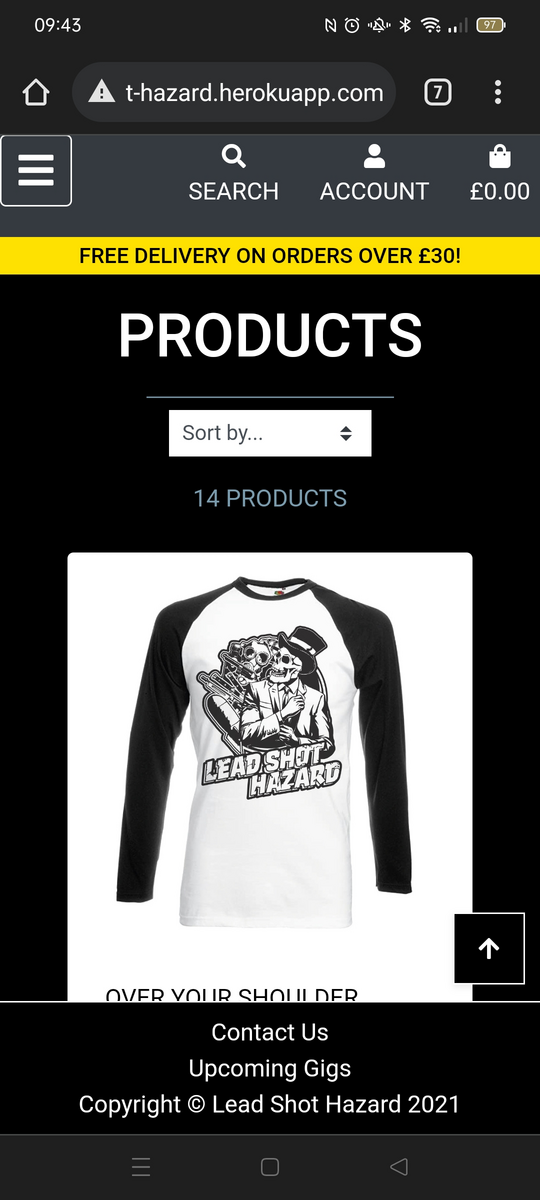 09:43
97
t-hazard.herokuapp.com
7
SEARCH
ACCOUNT
£0.00
FREE DELIVERY ON ORDERS OVER £30!
PRODUCTS
Sort by...
14 PRODUCTS
LEAD SHOT
HAZARD
OVER YOUR SHOULDER
Contact Us
Upcoming Gigs
Copyright © Lead Shot Hazard 2021